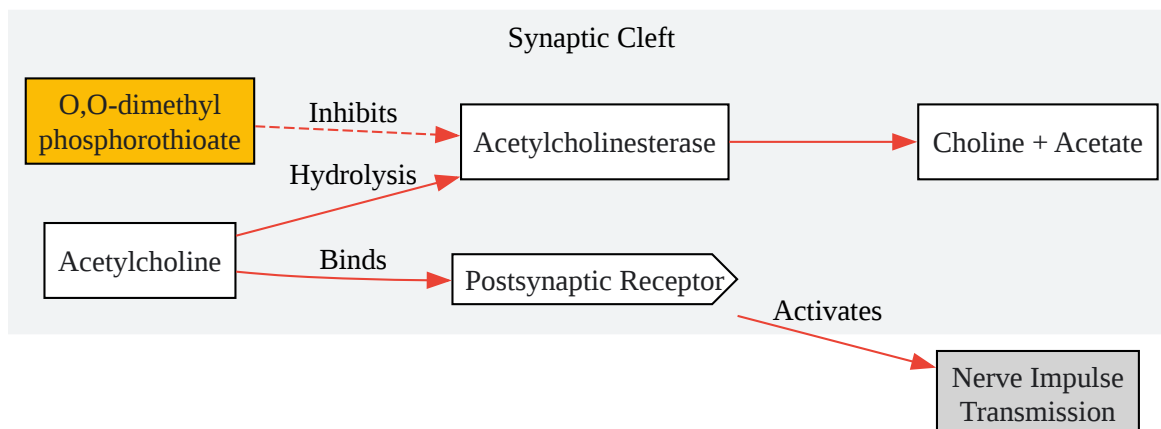 Synaptic Cleft
O,O-dimethyl
phosphorothioate
Inhibits
Acetylcholinesterase
Choline + Acetate
Hydrolysis
Acetylcholine
Binds
Postsynaptic Receptor
Activates
Nerve Impulse
Transmission